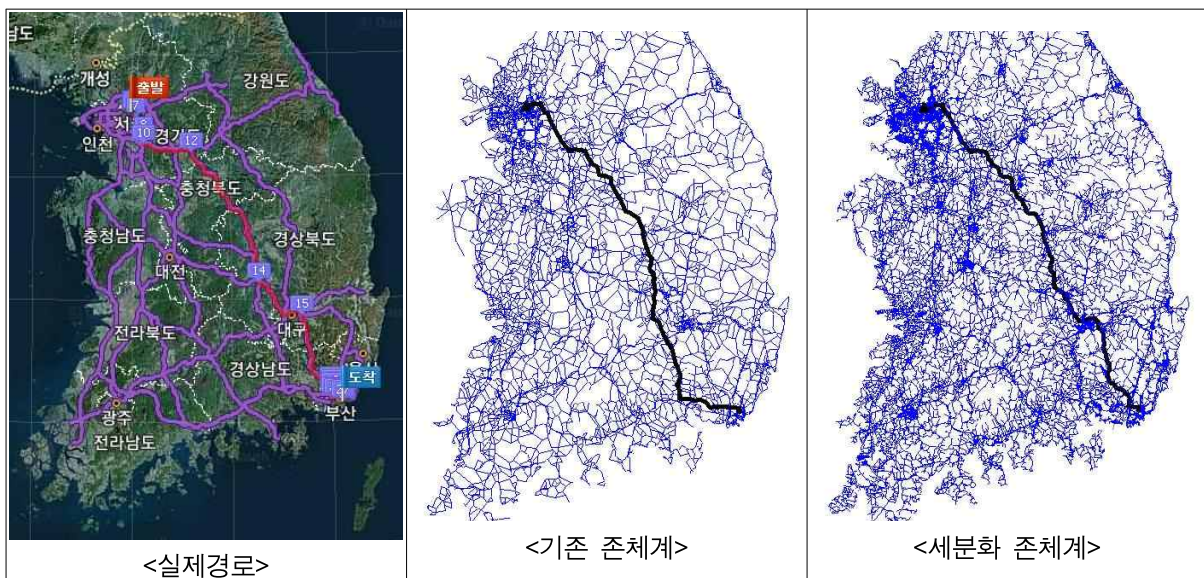 남도
개성
강원도
출발
7
서
10
12
경기도
인천
충청북도
충청남도
경상북도
대전
14
15
대구
전라북도
경상남도
도착
부산
광주
전라남도
<실제경로>
<기존 존체계>
<세분화 존체계>